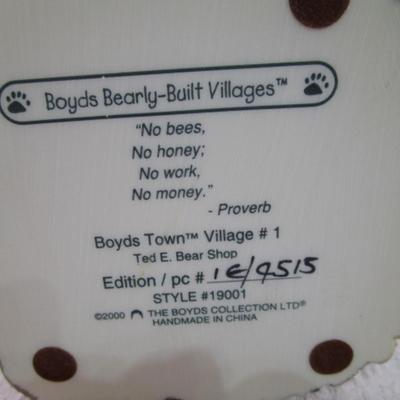 Boyds Bearly-Built Villages™
"No bees,
No honey;
No work,
No money."
- Proverb
Boyds Town™ Village # 1
Ted E. Bear Shop
Edition / pc # 1E/9515
STYLE #19001
©2000 THE BOYDS COLLECTION LTD®
HANDMADE IN CHINA